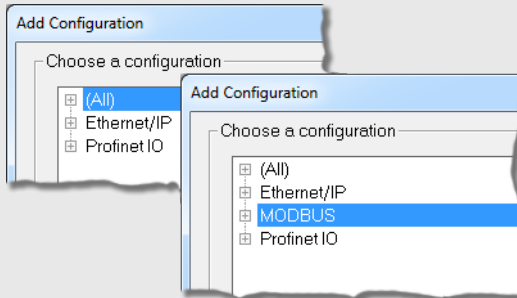 Add Configuration
Choose a configuration
(All)
Ethernet/IP
Profinet IO
Add Configuration
Choose a configuration
(All)
Ethernet/IP
MODBUS
Profinet IO